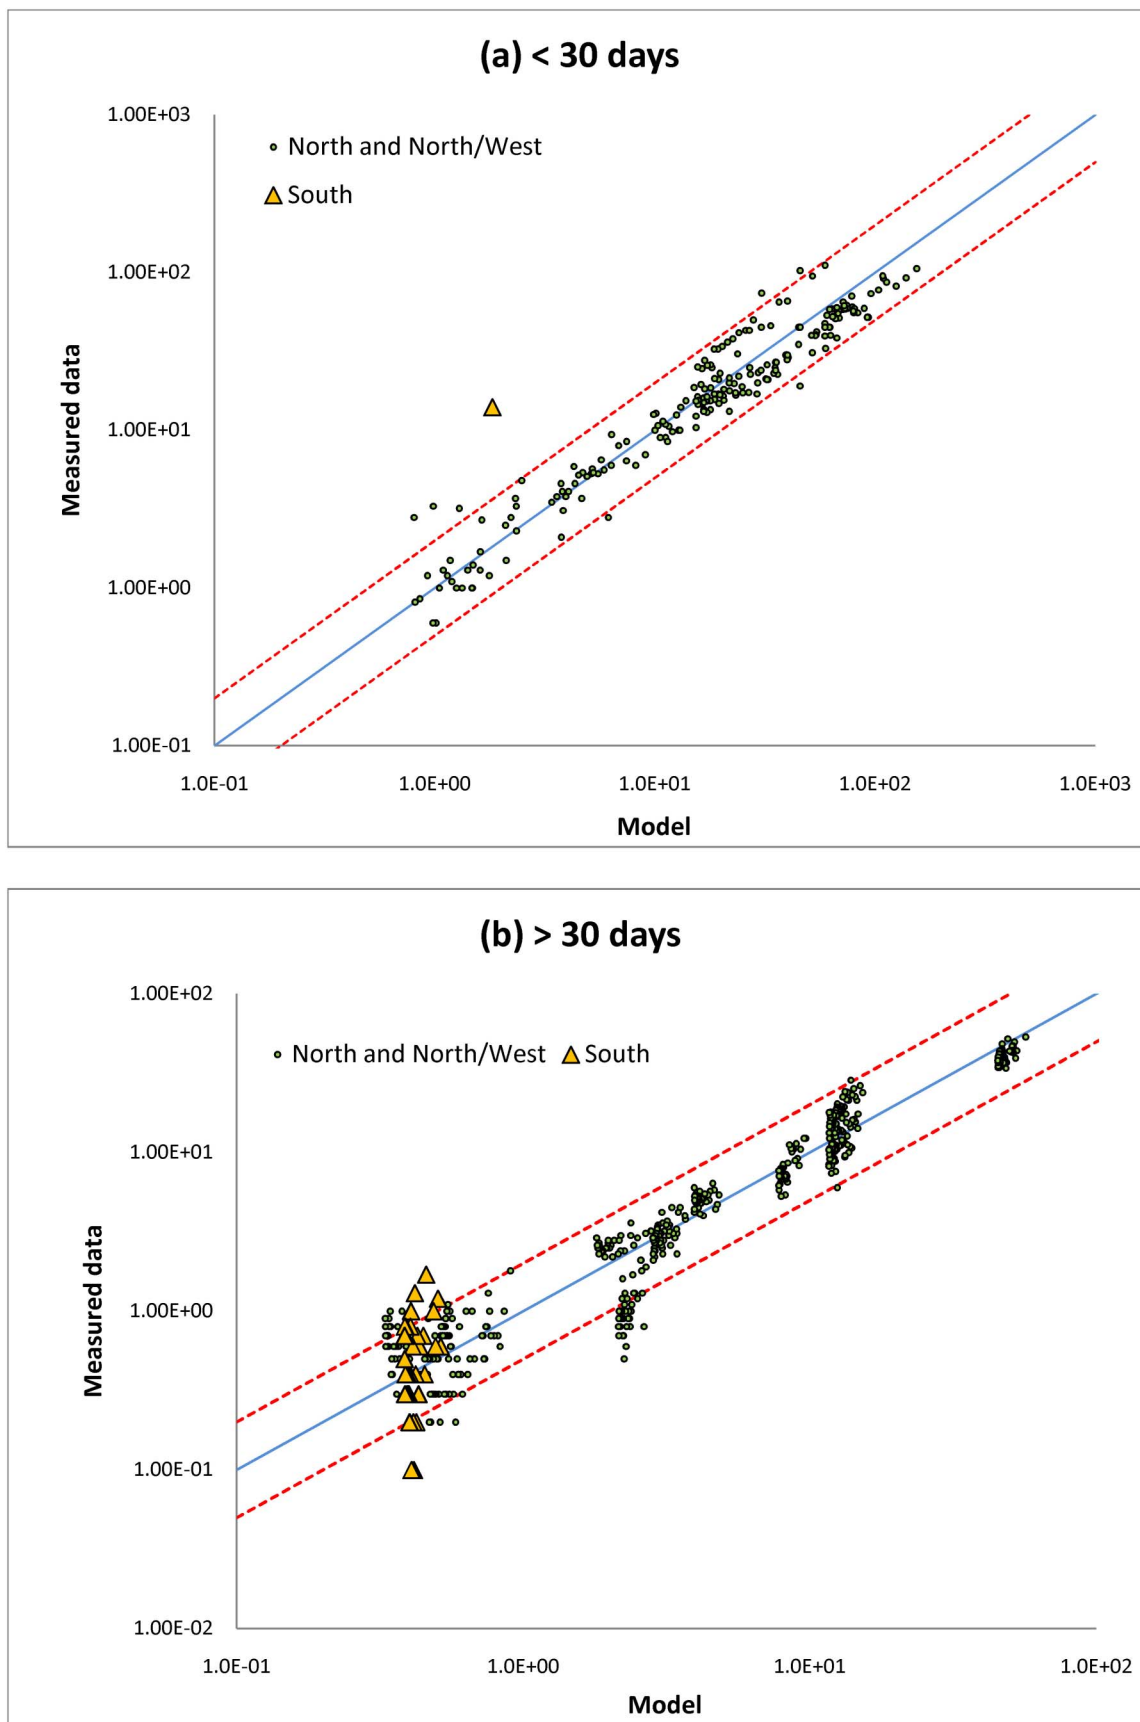 (a) < 30 days
1.00E+03
North and North/West
South
1.00E+02
Measured data
1.00E+01
1.00E+00
1.00E-01
1.0E-01 1.0E+00 1.0E+01 1.0E+02 1.0E+03
Model
(b) > 30 days
1.00E+02
North and North/West South
1.00E+01
Measured data
1.00E+00
1.00E-01
1.00E-02
1.0E-01 1.0E+00 1.0E+01 1.0E+02
Model